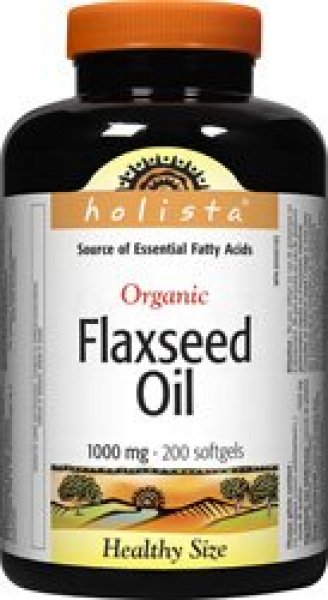 holista®
Source of Essential Fatty Acids
Organic
Flaxseed
Oil
1000 mg · 200 softgels
Healthy Size